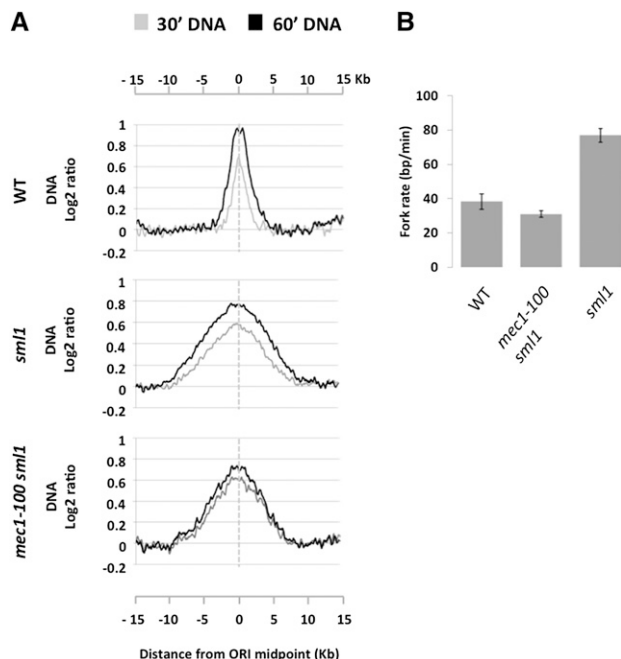 A
30' DNA 60' DNA
- 15 -10 -5 0 5 10 15 Kb
WT
DNA
Log2 ratio
1
0.8
0.6
0.4
0.2
0
-0.2
sml1
DNA
Log2 ratio
1
0.8
0.6
0.4
0.2
0
-0.2
mec1-100 sml1
DNA
Log2 ratio
1
0.8
0.6
0.4
0.2
0
-0.2
- 15 -10 -5 0 5 10 15
Distance from ORI midpoint (Kb)
B
Fork rate (bp/min)
100
80
60
40
20
0
WT
mec1-100
sml1
sml1